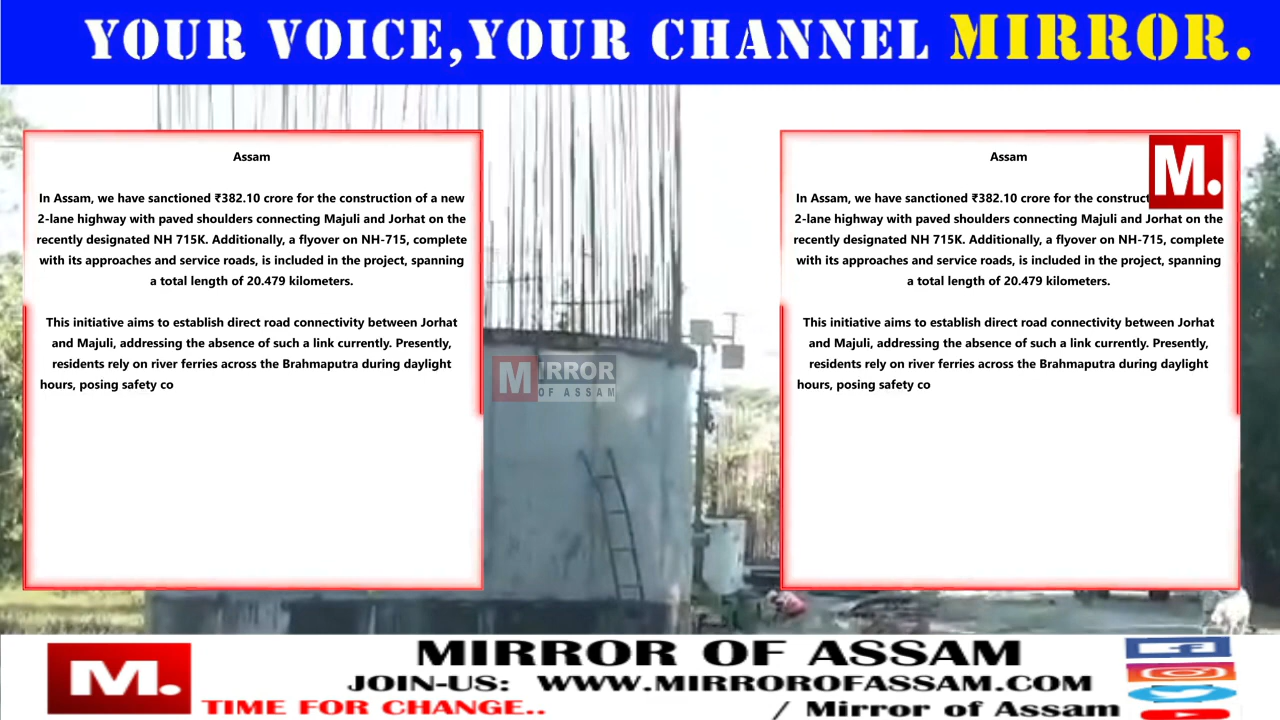 YOUR VOICE,YOUR CHANNEL MIRROR.
Assam
In Assam, we have sanctioned ₹382.10 crore for the construction of a new
2-lane highway with paved shoulders connecting Majuli and Jorhat on the
recently designated NH 715K. Additionally, a flyover on NH-715, complete
with its approaches and service roads, is included in the project, spanning
a total length of 20.479 kilometers.
This initiative aims to establish direct road connectivity between Jorhat
and Majuli, addressing the absence of such a link currently. Presently,
residents rely on river ferries across the Brahmaputra during daylight
hours, posing safety co
MIRROR
OF ASSAM
Assam
M.
In Assam, we have sanctioned ₹382.10 crore for the construct
2-lane highway with paved shoulders connecting Majuli and Jorhat on the
recently designated NH 715K. Additionally, a flyover on NH-715, complete
with its approaches and service roads, is included in the project, spanning
a total length of 20.479 kilometers.
This initiative aims to establish direct road connectivity between Jorhat
and Majuli, addressing the absence of such a link currently. Presently,
residents rely on river ferries across the Brahmaputra during daylight
hours, posing safety co
M.
TIME FOR CHANGE..
MIRROR OF ASSAM
JOIN-US: WWW.MIRROROFASSAM.COM
/ Mirror of Assam